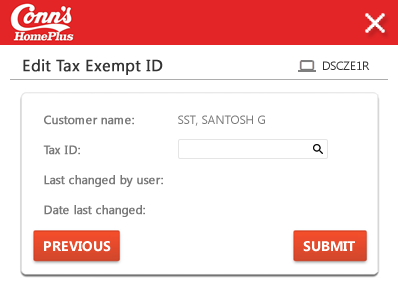 Conn's
HomePlus
Edit Tax Exempt ID
DSCZE1R
Customer name: SST, SANTOSH G
Tax ID:
Last changed by user:
Date last changed:
PREVIOUS SUBMIT